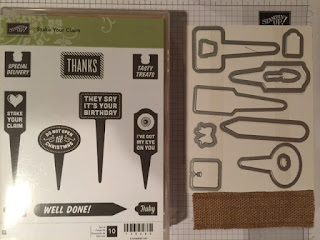 Stake Your Claim
STAMPIN' UP!
STAMPIN' UP!
SPECIAL
DELIVERY
THANKS
TASTY
TREATS
STAKE
YOUR
CLAIM
THEY SAY
IT'S YOUR
BIRTHDAY
DO NOT OPEN
'TIL
CHRISTMAS
I'VE GOT
MY EYE
ON YOU
WELL DONE!
Baby
10